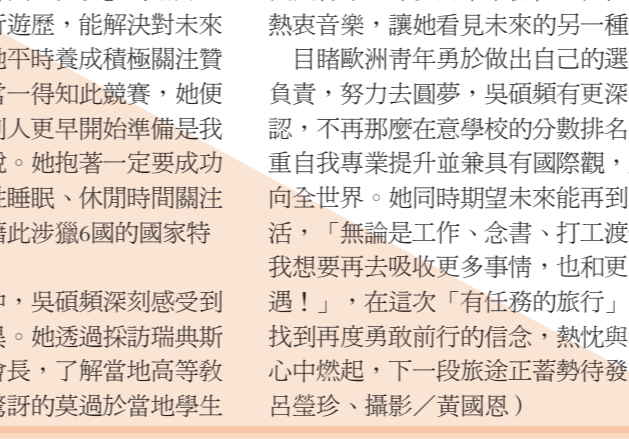 行遊歷，能解決對未來
地平時養成積極關注贊
當一得知此競賽，她便
別人更早開始準備是我
說。她抱著一定要成功
牲睡眠、休閒時間關注
藉此涉獵6國的國家特
中，吳碩頻深刻感受到
異。她透過採訪瑞典斯
會長，了解當地高等教
驚訝的莫過於當地學生
熱衷音樂，讓她看見未來的另一種
目睹歐洲青年勇於做出自己的選
負責，努力去圓夢，吳碩頻有更深
認，不再那麼在意學校的分數排名
重自我專業提升並兼具有國際觀，
向全世界。她同時期望未來能再到
活，「無論是工作、念書、打工渡
我想要再去吸收更多事情，也和更
遇！」，在這次「有任務的旅行」
找到再度勇敢前行的信念，熱忱與
心中燃起，下一段旅途正蓄勢待發
呂瑩珍、攝影／黃國恩）